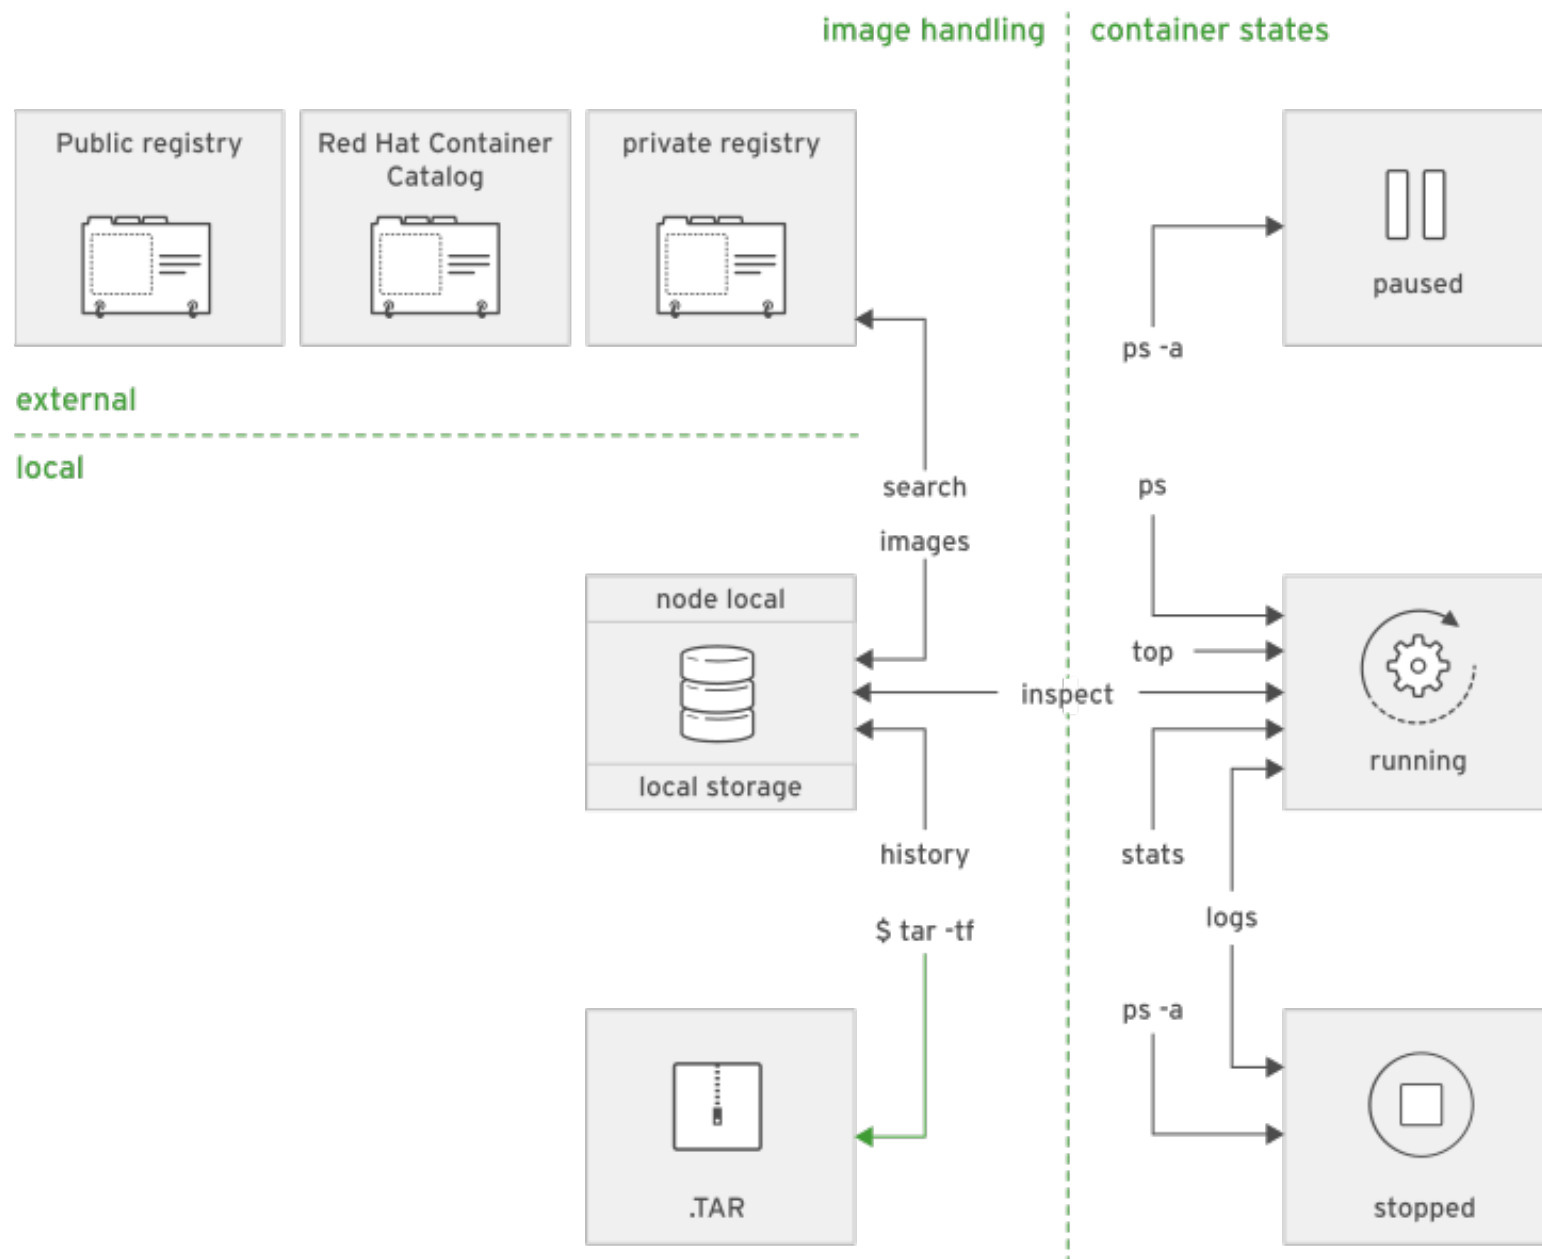 image handling
container states
Public registry
Red Hat Container
Catalog
private registry
paused
ps -a
external
local
search
images
ps
node local
top
inspect
running
local storage
history
stats
logs
$ tar -tf
ps -a
.TAR
stopped